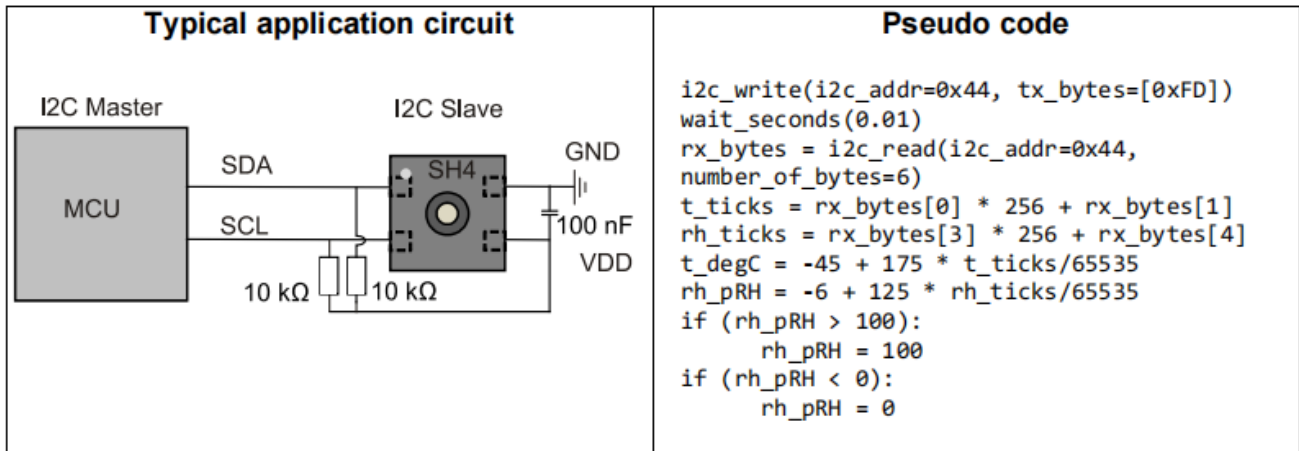 Typical application circuit
I2C Master
I2C Slave
MCU
SDA
SCL
SH4
GND
100 nF
VDD
10 kΩ
10 kΩ
Pseudo code
i2c_write(i2c_addr=0x44, tx_bytes=[0xFD])
wait_seconds(0.01)
rx_bytes = i2c_read(i2c_addr=0x44,
number_of_bytes=6)
t_ticks = rx_bytes[0] * 256 + rx_bytes[1]
rh_ticks = rx_bytes[3] * 256 + rx_bytes[4]
t_degC = -45 + 175 * t_ticks/65535
rh_pRH = -6 + 125 * rh_ticks/65535
if (rh_pRH > 100):
      rh_pRH = 100
if (rh_pRH < 0):
      rh_pRH = 0